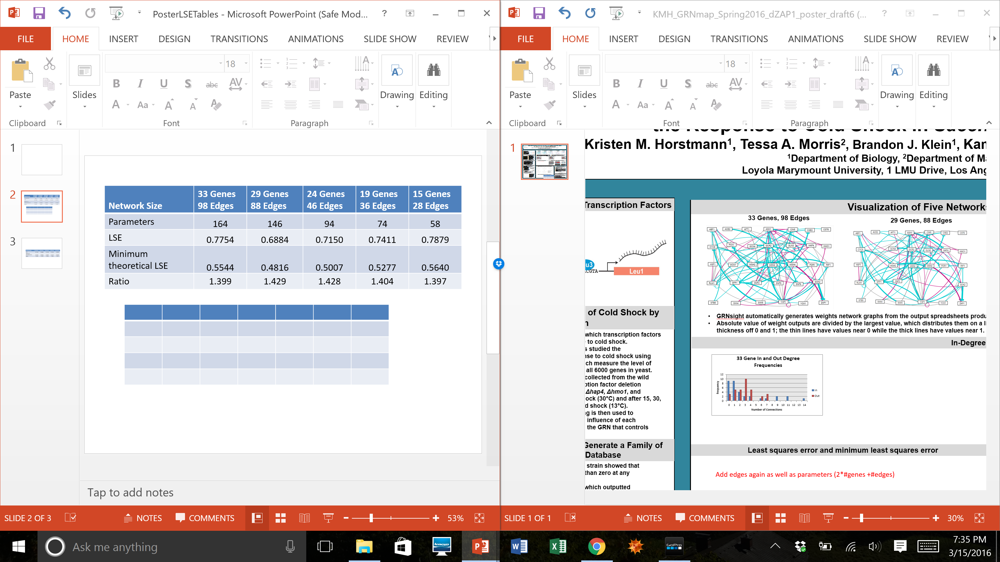 PosterLSETables - Microsoft PowerPoint (Safe Mod...
?
FILE
HOME
INSERT
DESIGN
TRANSITIONS
ANIMATIONS
SLIDE SHOW
REVIEW
Paste
Slides
18
B I U S abc AV
A Aa A A
Drawing
Editing
Clipboard
Font
Paragraph
1
2
3
Network Size 33 Genes 98 Edges 29 Genes 88 Edges 24 Genes 46 Edges 19 Genes 36 Edges 15 Genes 28 Edges
Parameters 164 146 94 74 58
LSE 0.7754 0.6884 0.7150 0.7411 0.7879
Minimum theoretical LSE 0.5544 0.4816 0.5007 0.5277 0.5640
Ratio 1.399 1.429 1.428 1.404 1.397
Tap to add notes
SLIDE 2 OF 3
NOTES
COMMENTS
53%
KMH_GRNmap_Spring2016_dZAP1_poster_draft6 (...
?
FILE
HOME
INSERT
DESIGN
TRANSITIONS
ANIMATIONS
SLIDE SHOW
REVIEW
Paste
Slides
18
B I U S abc AV
A Aa A A
Drawing
Editing
Clipboard
Font
Paragraph
1
Kristen M. Horstmann1, Tessa A. Morris2, Brandon J. Klein1, Kan
1Department of Biology, 2Department of Ma
Loyola Marymount University, 1 LMU Drive, Los Ang
Transcription Factors
u3
CGTA
Leu1
of Cold Shock by
which transcription factors
to cold shock.
s studied the
nse to cold shock using
ch measure the level of
all 6000 genes in yeast.
collected from the wild
ption factor deletion
Δhap4, Δhmo1, and
ock (30°C) and after 15, 30,
d shock (13°C).
g is then used to
influence of each
the GRN that controls
Generate a Family of
Database
strain showed that
than zero at any
which outputted
Visualization of Five Networks
33 Genes, 98 Edges
29 Genes, 88 Edges
• GRNsight automatically generates weights network graphs from the output spreadsheets produ
• Absolute value of weight outputs are divided by the largest value, which distributes them on a li
thickness off 0 and 1; the thin lines have values near 0 while the thick lines have values near 1.
In-Degree
33 Gene In and Out Degree
Frequencies
frequency
12
10
8
6
4
2
0
0 1 2 3 4 5 6 7 8 9 10 11 12 13 14
Number of Connections
In
Out
Least squares error and minimum least squares error
Add edges again as well as parameters (2*#genes +#edges)
SLIDE 1 OF 1
NOTES
COMMENTS
30%
Ask me anything
lenovo
GoPro
7:35 PM
3/15/2016